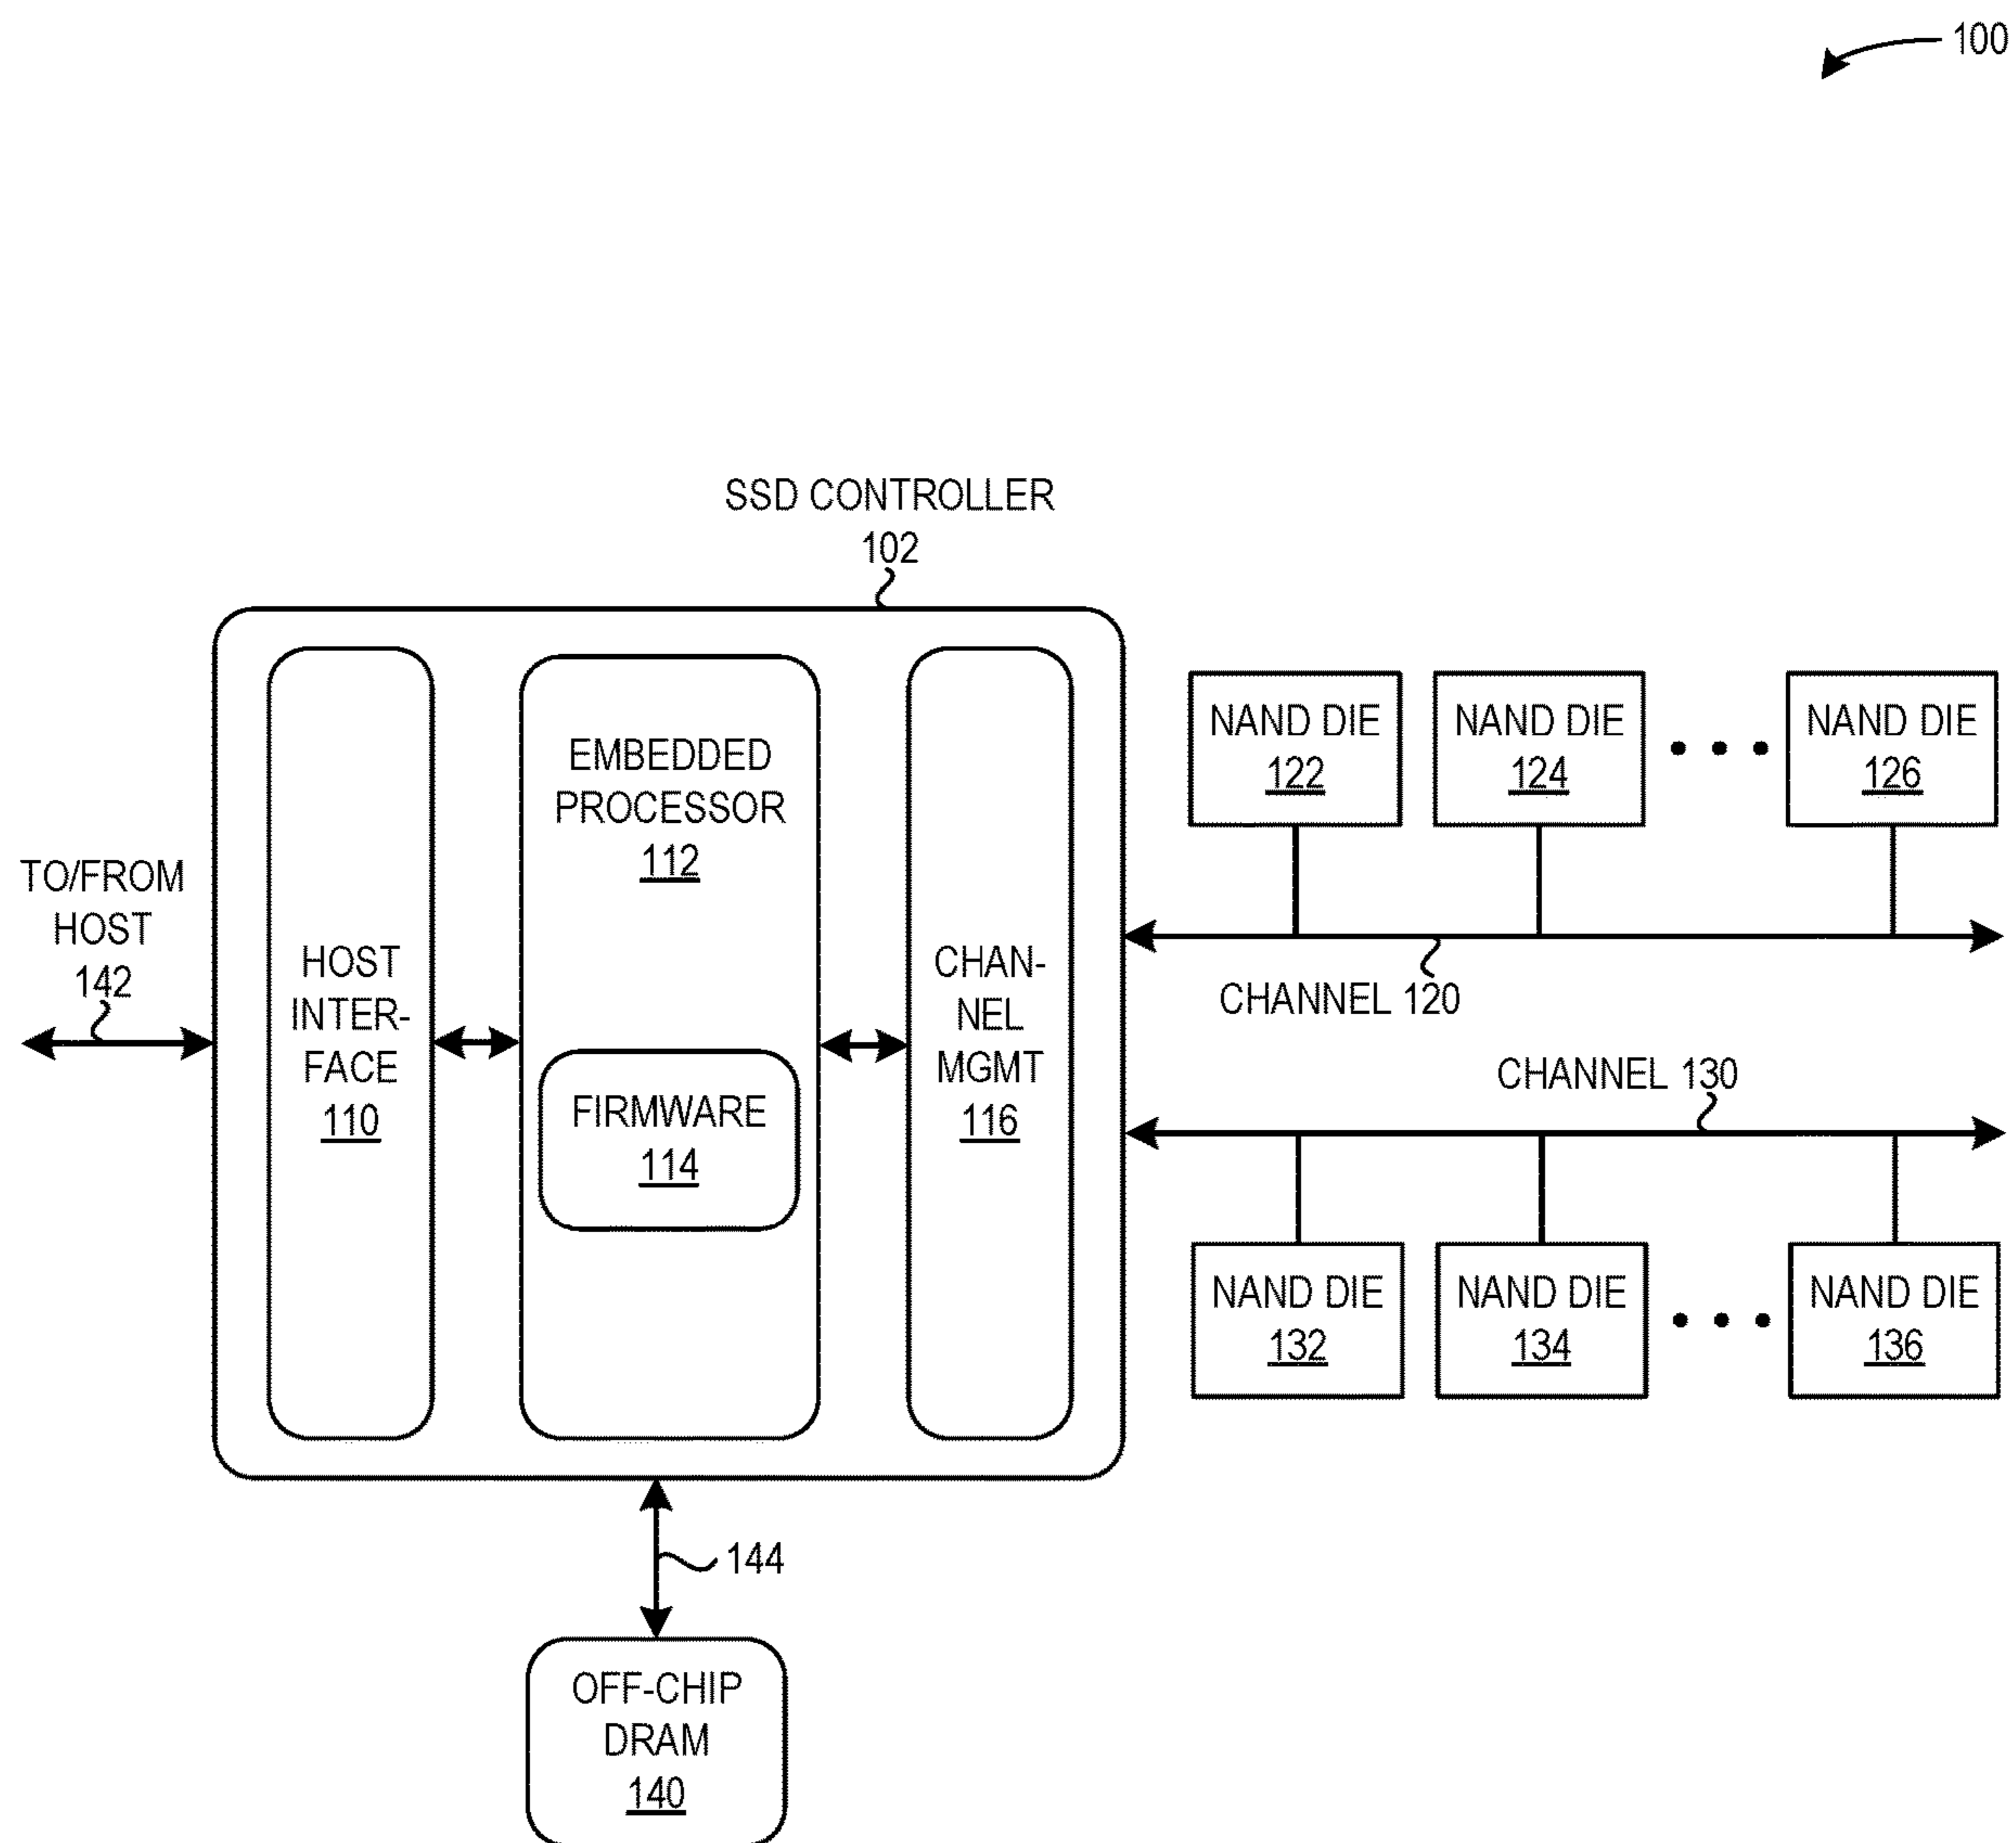 100
SSD CONTROLLER
102
TO/FROM
HOST
142
HOST
INTER-
FACE
110
EMBEDDED
PROCESSOR
112
FIRMWARE
114
CHAN-
NEL
MGMT
116
NAND DIE
122
NAND DIE
124
NAND DIE
126
CHANNEL 120
CHANNEL 130
NAND DIE
132
NAND DIE
134
NAND DIE
136
144
OFF-CHIP
DRAM
140